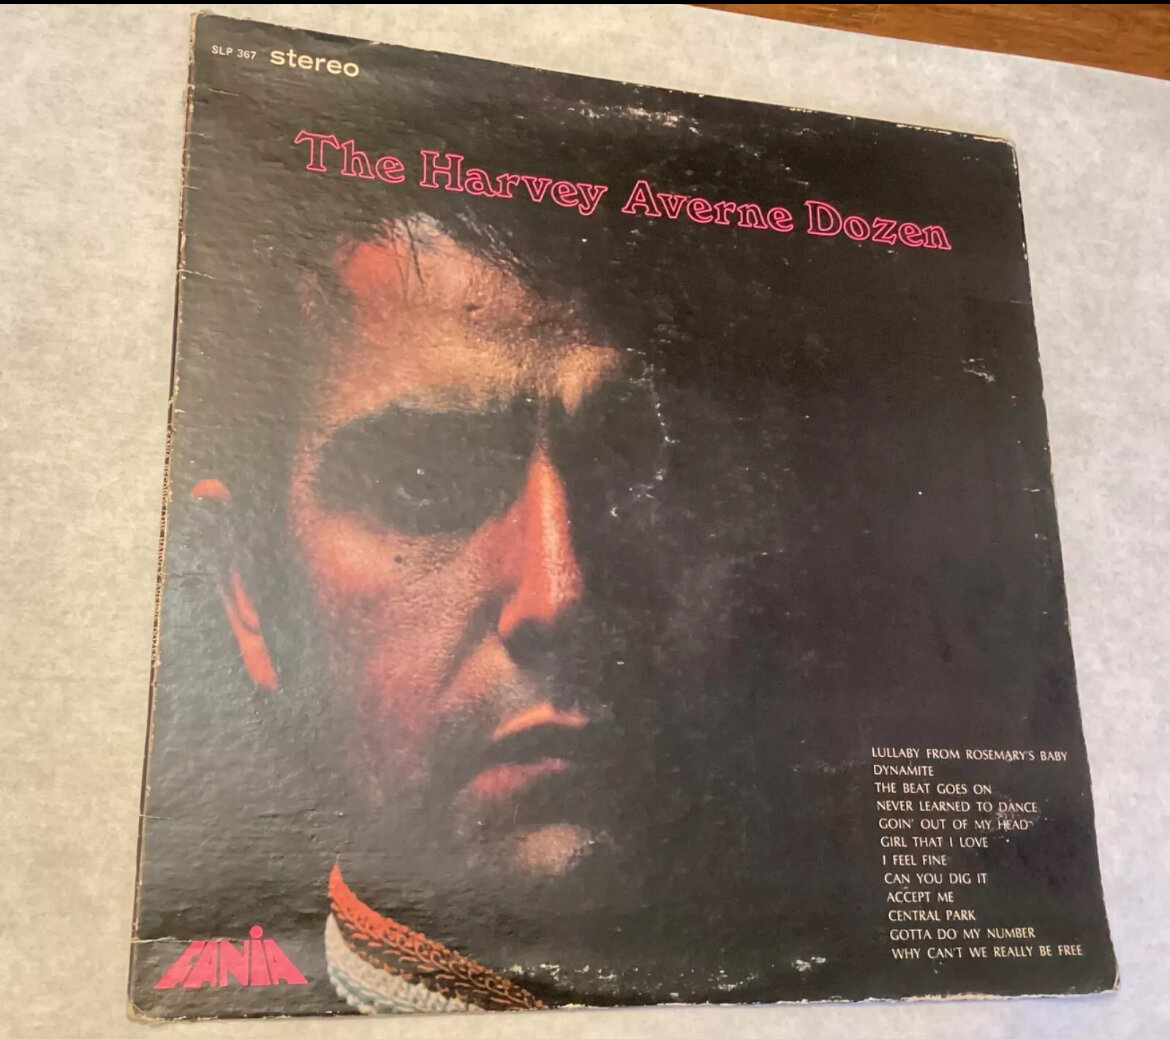 SLP 367 stereo
The Harvey Averne Dozen
LULLABY FROM ROSEMARY'S BABY
DYNAMITE
THE BEAT GOES ON
NEVER LEARNED TO DANCE
GOIN' OUT OF MY HEAD
GIRL THAT I LOVE
I FEEL FINE
CAN YOU DIG IT
ACCEPT ME
CENTRAL PARK
GOTTA DO MY NUMBER
WHY CAN'T WE REALLY BE FREE
FANIA